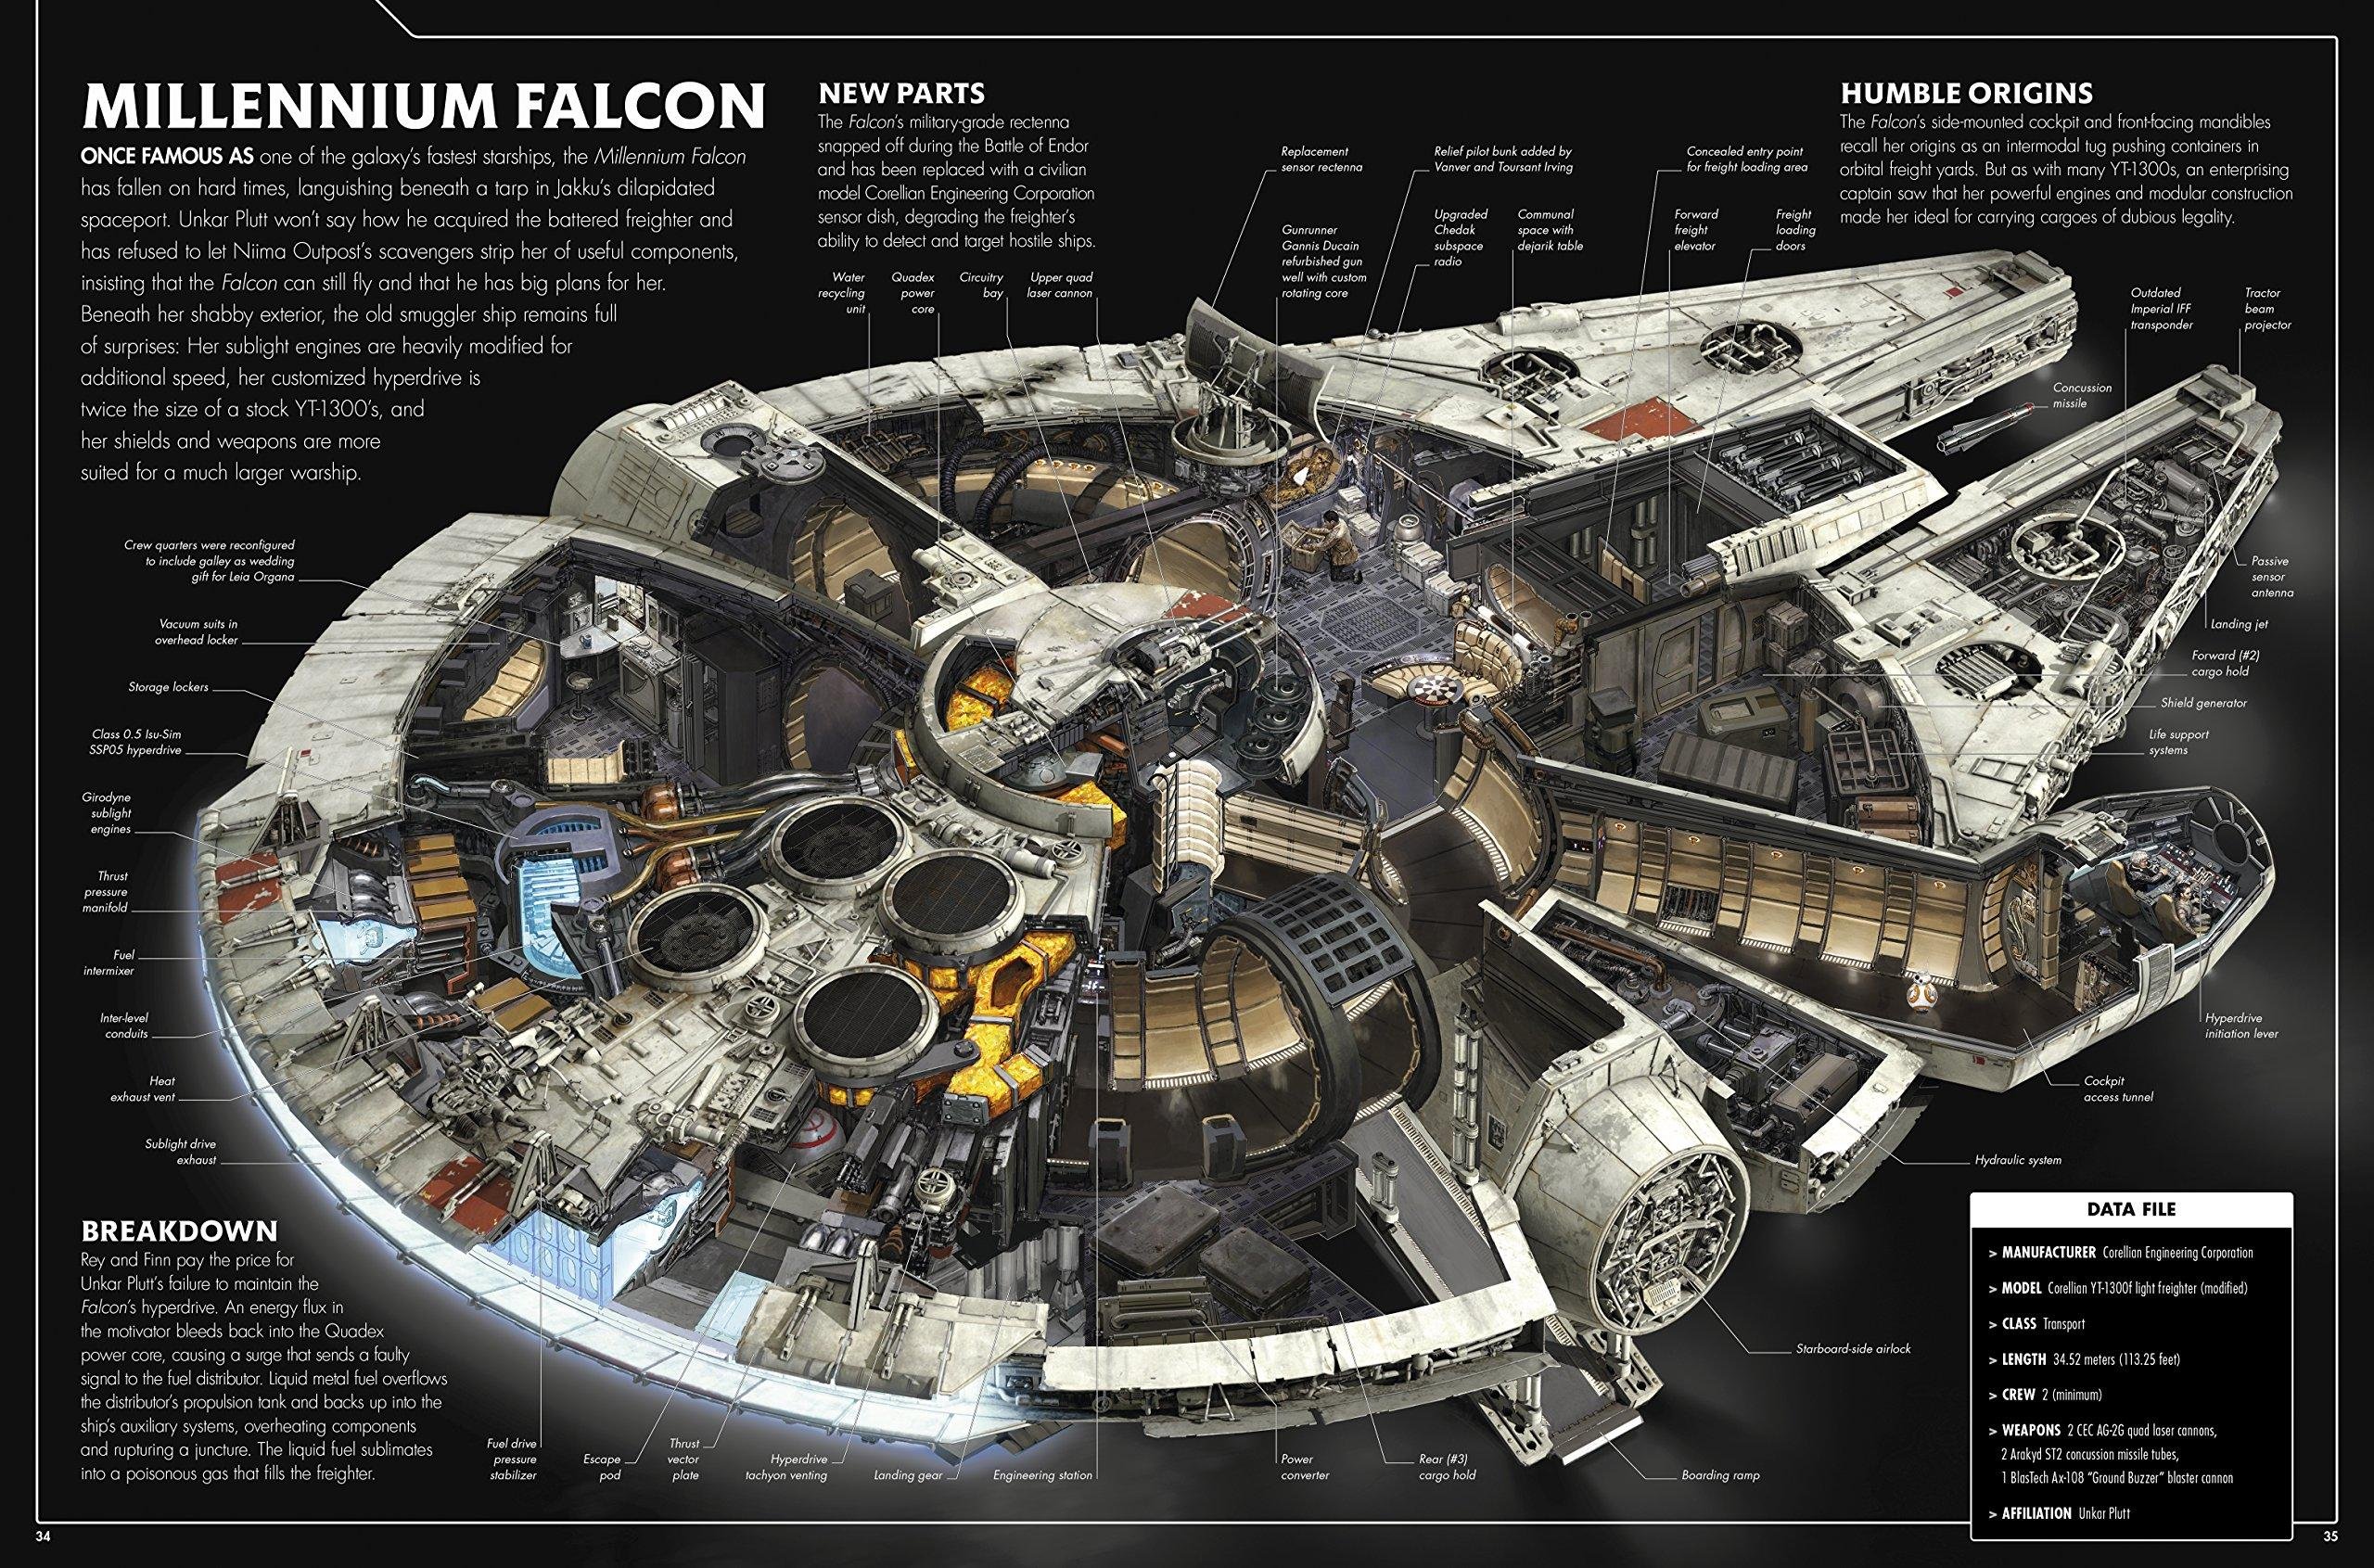 MILLENNIUM FALCON
ONCE FAMOUS AS one of the galaxy's fastest starships, the Millennium Falcon
has fallen on hard times, languishing beneath a tarp in Jakku's dilapidated
spaceport. Unkar Plutt won't say how he acquired the battered freighter and
has refused to let Niima Outpost's scavengers strip her of useful components,
insisting that the Falcon can still fly and that he has big plans for her.
Beneath her shabby exterior, the old smuggler ship remains full
of surprises: Her sublight engines are heavily modified for
additional speed, her customized hyperdrive is
twice the size of a stock YT-1300's, and
her shields and weapons are more
suited for a much larger warship.
NEW PARTS
The Falcon's military-grade rectenna
snapped off during the Battle of Endor
and has been replaced with a civilian
model Corellian Engineering Corporation
sensor dish, degrading the freighter's
ability to detect and target hostile ships.
HUMBLE ORIGINS
The Falcon's side-mounted cockpit and front-facing mandibles
recall her origins as an intermodal tug pushing containers in
orbital freight yards. But as with many YT-1300s, an enterprising
captain saw that her powerful engines and modular construction
made her ideal for carrying cargoes of dubious legality.
Water
recycling
unit
Quadex
power
core
Circuitry
bay
Upper quad
laser cannon
Replacement
sensor rectenna
Gunrunner
Gannis Ducain
refurbished gun
well with custom
rotating core
Relief pilot bunk added by
Vanver and Toursant Irving
Upgraded
Chedak
subspace
radio
Communal
space with
dejarik table
Concealed entry point
for freight loading area
Forward
freight
elevator
Freight
loading
doors
Outdated
Imperial IFF
transponder
Tractor
beam
projector
Concussion
missile
Passive
sensor
antenna
Landing jet
Forward (#2)
cargo hold
Shield generator
Life support
systems
Hyperdrive
initiation lever
Cockpit
access tunnel
Hydraulic system
Starboard-side airlock
Crew quarters were reconfigured
to include galley as wedding
gift for Leia Organa
Vacuum suits in
overhead locker
Storage lockers
Class 0.5 Isu-Sim
SSP05 hyperdrive
Girodyne
sublight
engines
Thrust
pressure
manifold
Fuel
intermixer
Inter-level
conduits
Heat
exhaust vent
Sublight drive
exhaust
BREAKDOWN
Rey and Finn pay the price for
Unkar Plutt's failure to maintain the
Falcon's hyperdrive. An energy flux in
the motivator bleeds back into the Quadex
power core, causing a surge that sends a faulty
signal to the fuel distributor. Liquid metal fuel overflows
the distributor's propulsion tank and backs up into the
ship's auxiliary systems, overheating components
and rupturing a juncture. The liquid fuel sublimates
into a poisonous gas that fills the freighter.
Fuel drive
pressure
stabilizer
Escape
pod
Thrust
vector
plate
Hyperdrive
tachyon venting
Landing gear
Engineering station
Power
converter
Rear (#3)
cargo hold
Boarding ramp
DATA FILE
> MANUFACTURER Corellian Engineering Corporation
> MODEL Corellian YT-1300f light freighter (modified)
> CLASS Transport
> LENGTH 34.52 meters (113.25 feet)
> CREW 2 (minimum)
> WEAPONS 2 CEC AG-2G quad laser cannons,
2 Arakyd ST2 concussion missile tubes,
1 BlasTech Ax-108 "Ground Buzzer" blaster cannon
> AFFILIATION Unkar Plutt
34
35